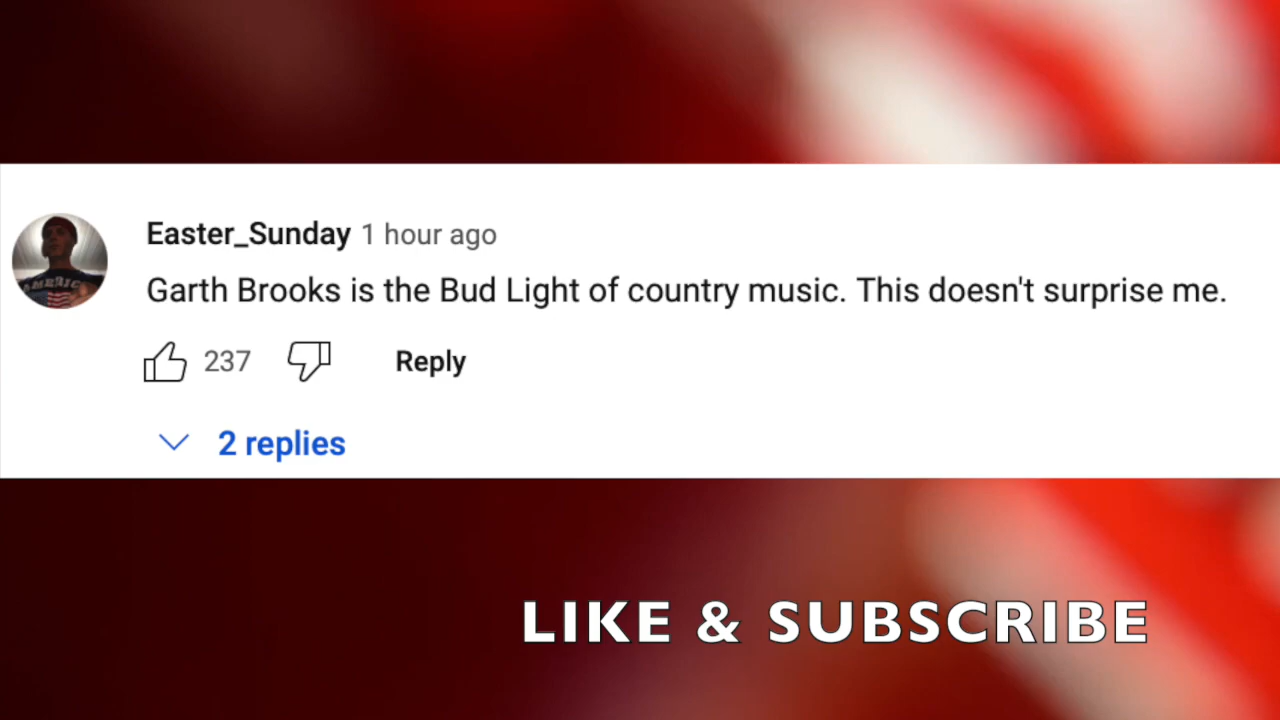 Easter_Sunday 1 hour ago
Garth Brooks is the Bud Light of country music. This doesn't surprise me.
237 Reply
2 replies
LIKE & SUBSCRIBE